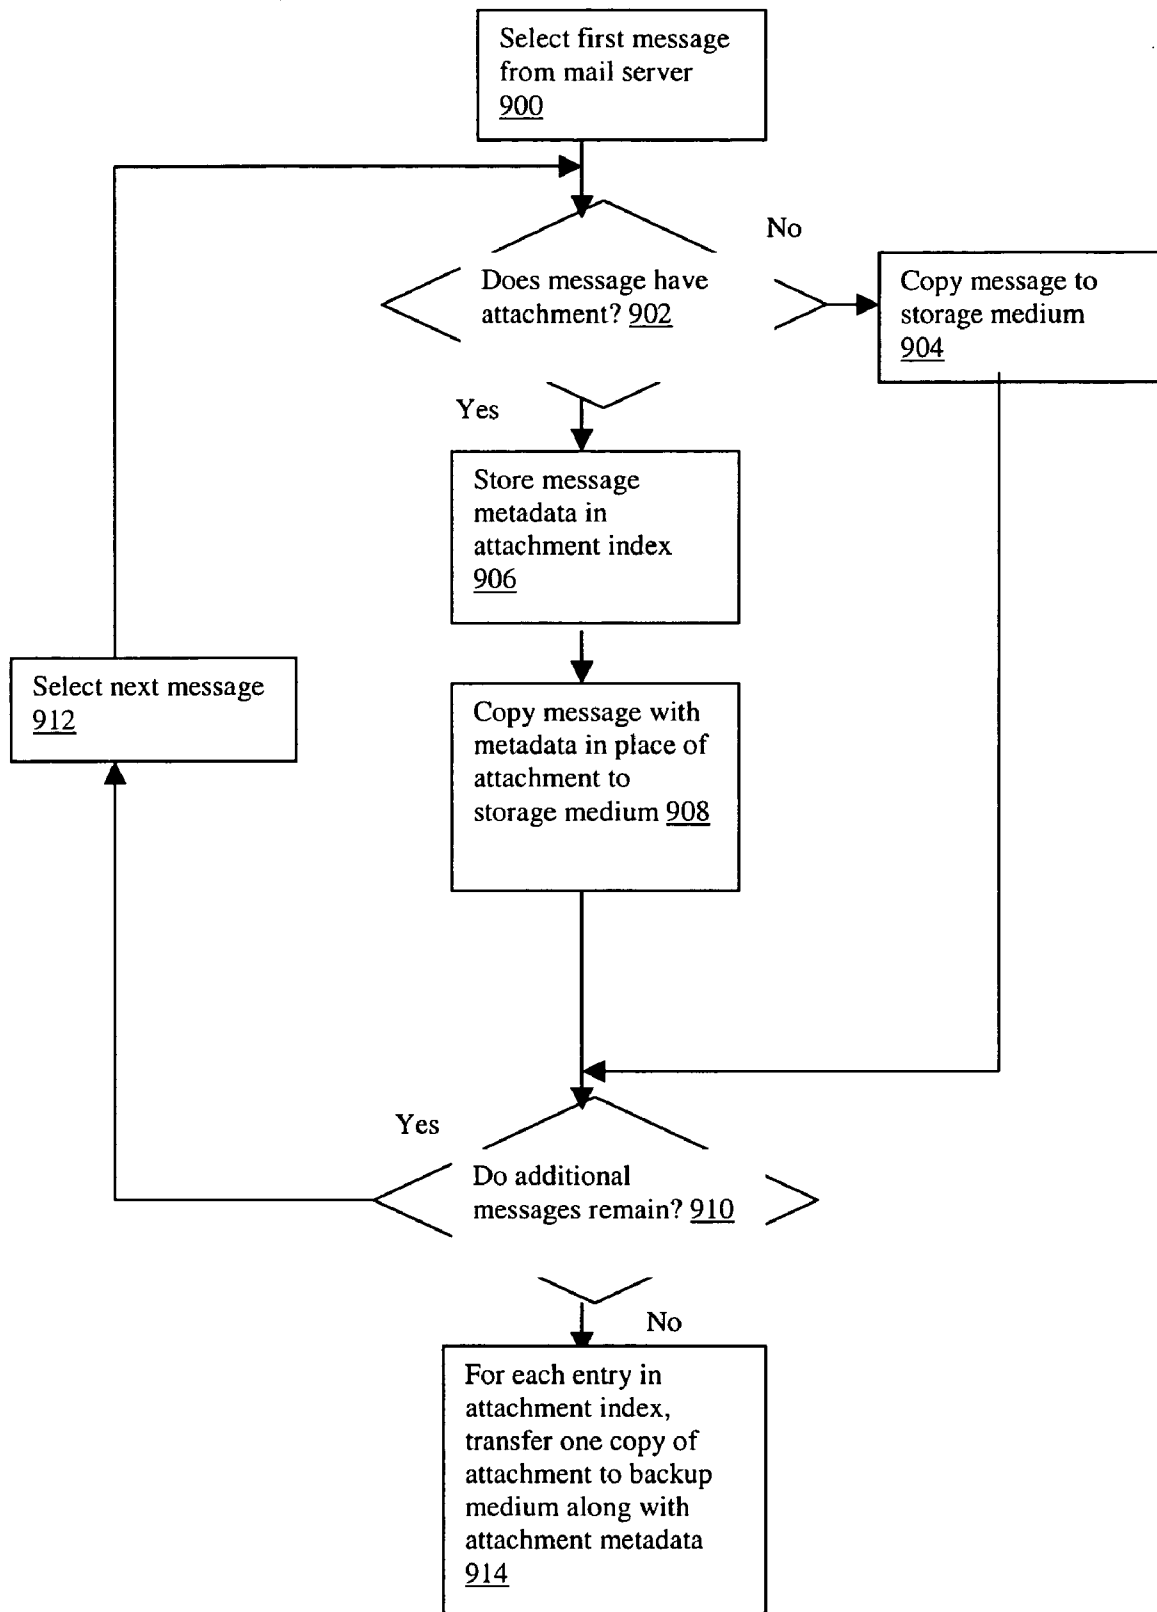 Select first message
from mail server
900
No
Does message have
attachment? 902
Copy message to
storage medium
904
Yes
Store message
metadata in
attachment index
906
Select next message
912
Copy message with
metadata in place of
attachment to
storage medium 908
Yes
Do additional
messages remain? 910
No
For each entry in
attachment index,
transfer one copy of
attachment to backup
medium along with
attachment metadata
914